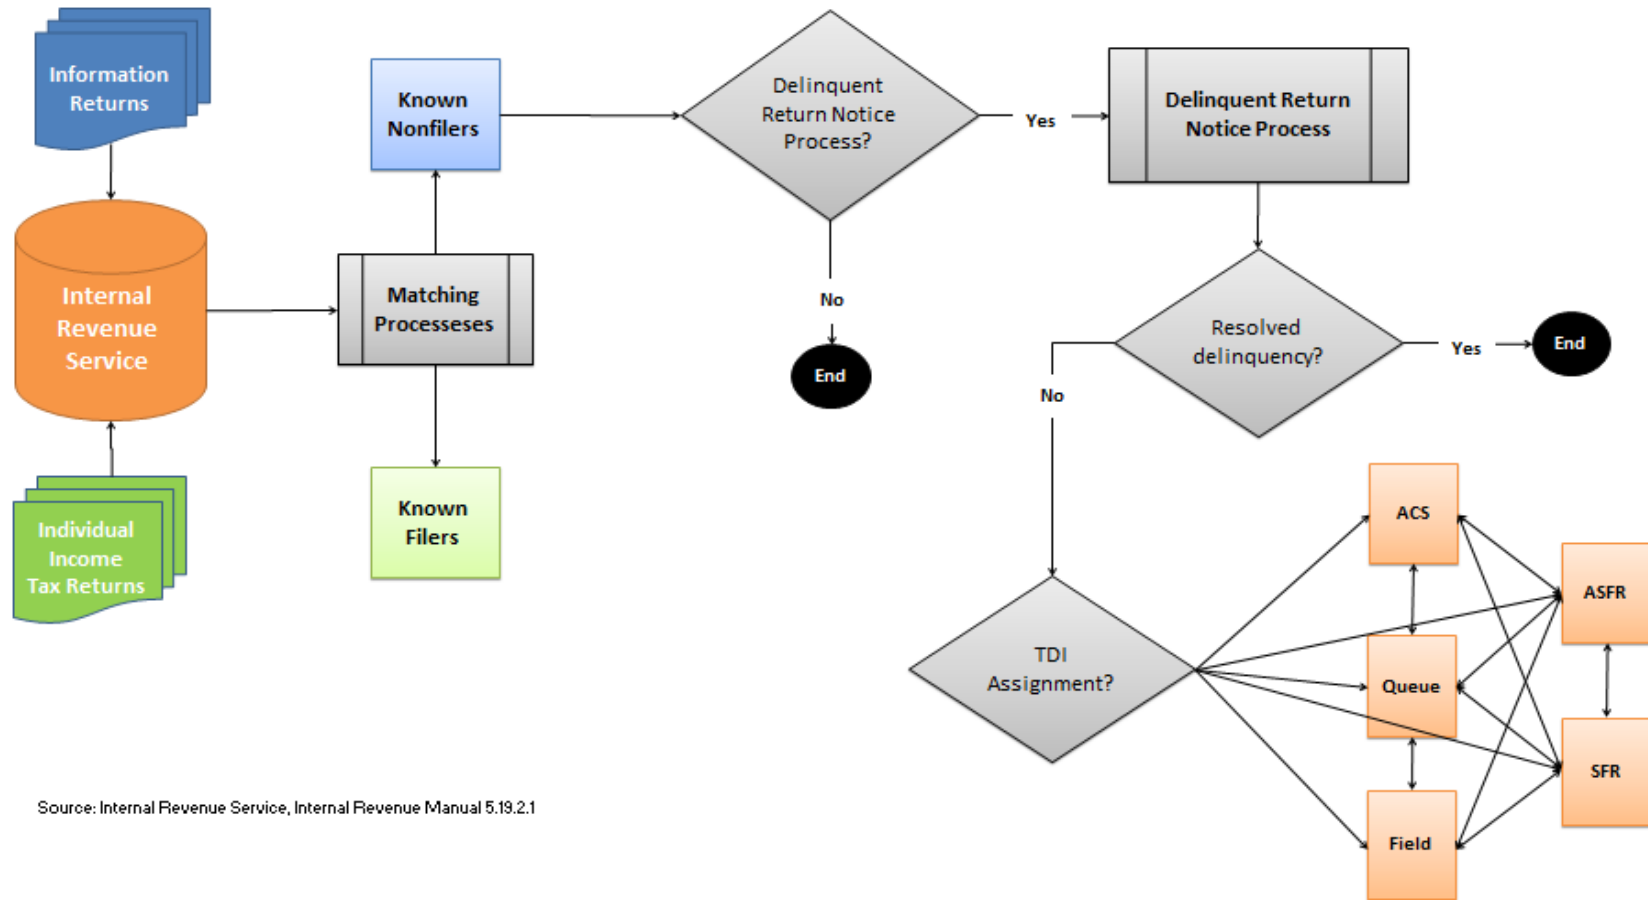 Information
Returns
Internal
Revenue
Service
Individual
Income
Tax Returns
Known
Nonfilers
Matching
Processeses
Known
Filers
Delinquent
Return Notice
Process?
Yes
No
End
Delinquent Return
Notice Process
Resolved
delinquency?
Yes
End
No
TDI
Assignment?
ACS
Queue
Field
ASFR
SFR
Source: Internal Revenue Service, Internal Revenue Manual 5.19.2.1